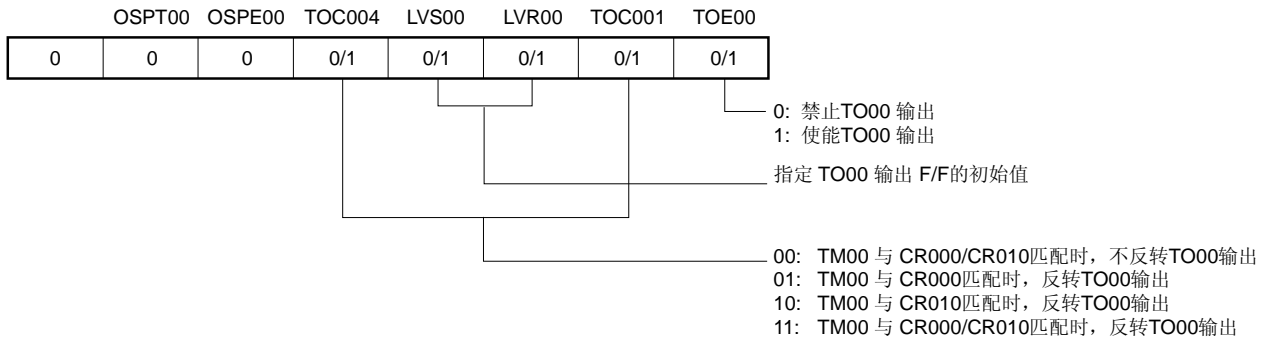 OSPT00 OSPE00 TOC004 LVS00 LVR00 TOC001 TOE00
0 0 0 0/1 0/1 0/1 0/1 0/1
0: 禁止TO00 输出
1: 使能TO00 输出
指定 TO00 输出 F/F的初始值
00: TM00 与 CR000/CR010匹配时，不反转TO00输出
01: TM00 与 CR000匹配时，反转TO00输出
10: TM00 与 CR010匹配时，反转TO00输出
11: TM00 与 CR000/CR010匹配时，反转TO00输出